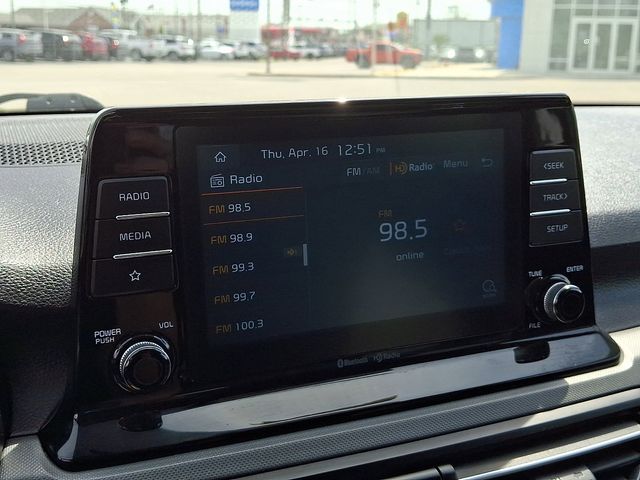 Thu, Apr. 16 12:51 PM
Radio
FM/AM HD Radio Menu
FM 98.5
FM 98.9
FM 99.3
FM 99.7
FM 100.3
FM
98.5
online
RADIO
MEDIA
POWER
PUSH
VOL
<SEEK
TRACK>
SETUP
TUNE
ENTER
FILE
Bluetooth HD Radio